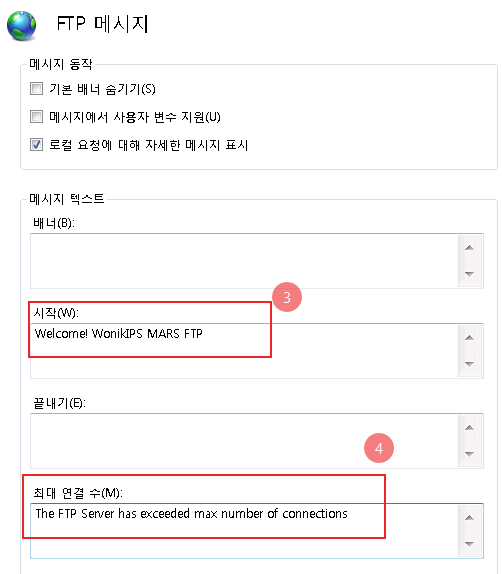 FTP 메시지
메시지 동작
기본 배너 숨기기(S)
메시지에서 사용자 변수 지원(U)
로컬 요청에 대해 자세한 메시지 표시
메시지 텍스트
배너(B):
3
시작(W):
Welcome! WonikIPS MARS FTP
끝내기(E):
4
최대 연결 수(M):
The FTP Server has exceeded max number of connections